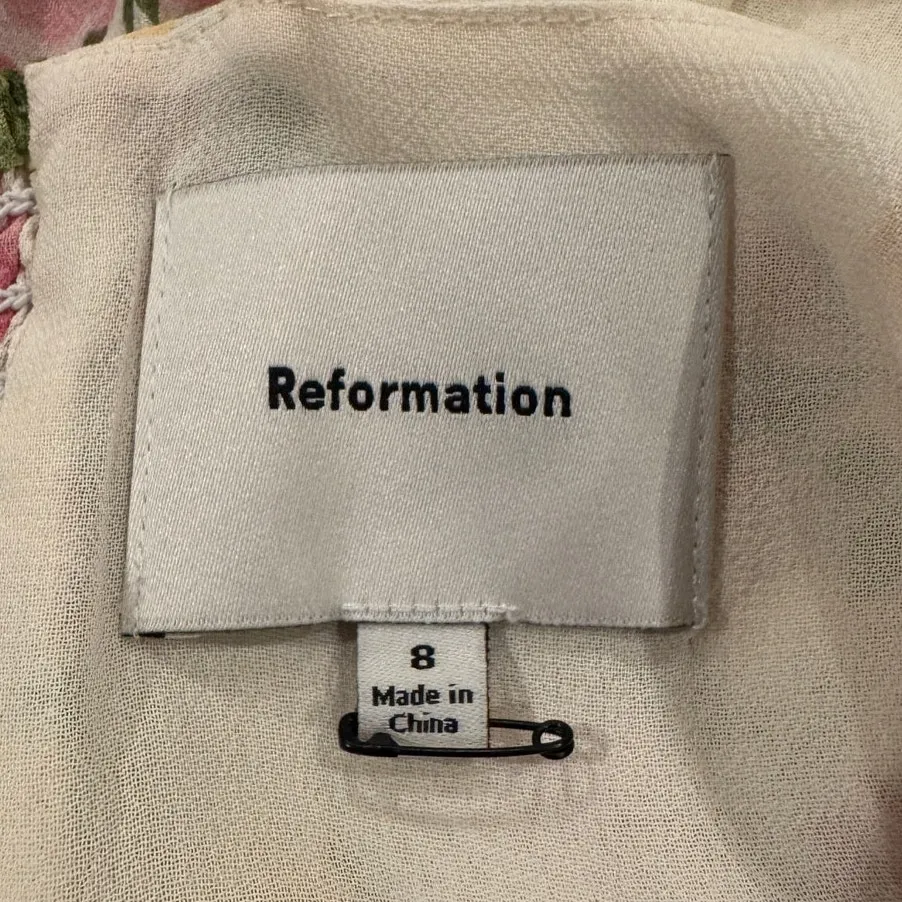 Reformation
8
Made in
China